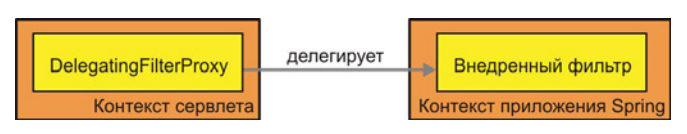 DelegatingFilterProxy
делегирует
Внедренный фильтр
Контекст сервлета
Контекст приложения Spring